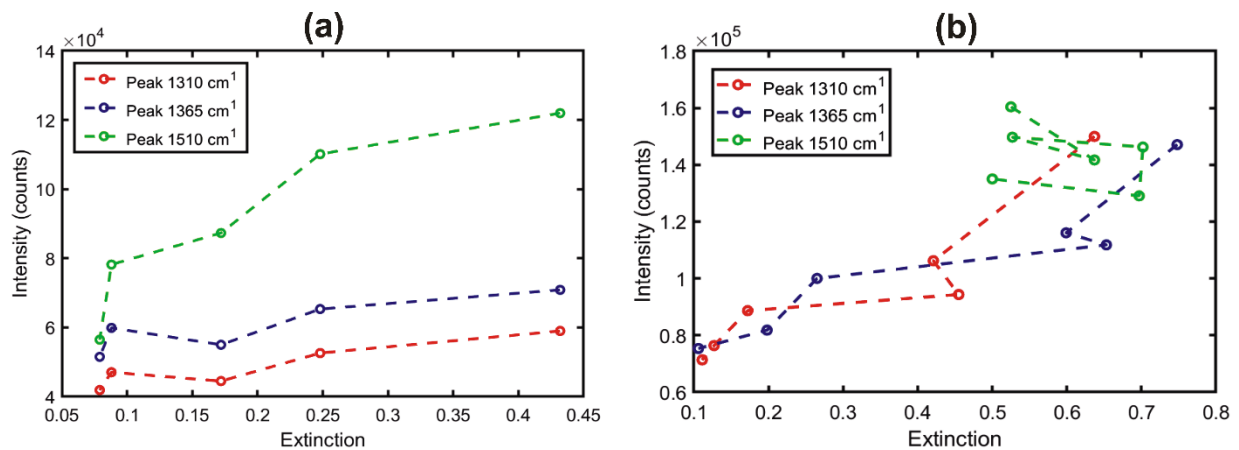 (a)
×10⁴
14
12
10
8
6
4
Intensity (counts)
Peak 1310 cm¹
Peak 1365 cm¹
Peak 1510 cm¹
0.05 0.1 0.15 0.2 0.25 0.3 0.35 0.4 0.45
Extinction
(b)
×10⁵
1.8
1.6
1.4
1.2
1
0.8
0.6
Intensity (counts)
Peak 1310 cm¹
Peak 1365 cm¹
Peak 1510 cm¹
0.1 0.2 0.3 0.4 0.5 0.6 0.7 0.8
Extinction